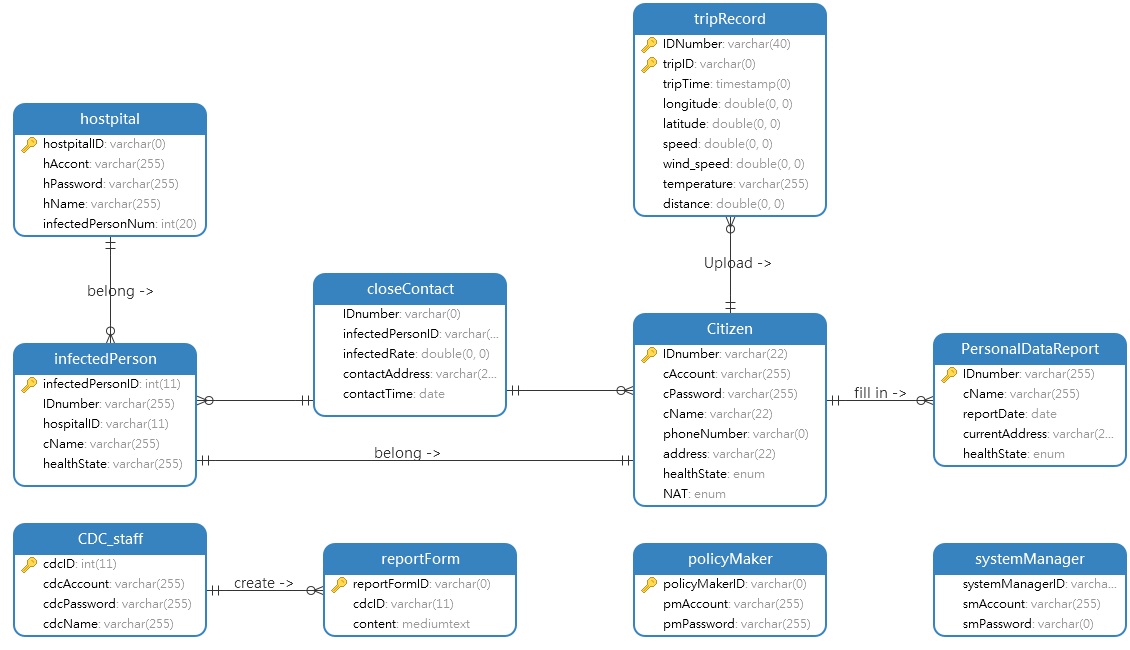 tripRecord
IDNumber: varchar(40)
tripID: varchar(0)
tripTime: timestamp(0)
longitude: double(0, 0)
latitude: double(0, 0)
speed: double(0, 0)
wind_speed: double(0, 0)
temperature: varchar(255)
distance: double(0, 0)
hostpital
hostpitalID: varchar(0)
hAccont: varchar(255)
hPassword: varchar(255)
hName: varchar(255)
infectedPersonNum: int(20)
Upload ->
belong ->
closeContact
IDnumber: varchar(0)
infectedPersonID: varchar(...
infectedRate: double(0, 0)
contactAddress: varchar(2...
contactTime: date
Citizen
IDnumber: varchar(22)
cAccount: varchar(255)
cPassword: varchar(255)
cName: varchar(22)
phoneNumber: varchar(0)
address: varchar(22)
healthState: enum
NAT: enum
fill in ->
PersonalDataReport
IDnumber: varchar(255)
cName: varchar(255)
reportDate: date
currentAddress: varchar(2...
healthState: enum
infectedPerson
infectedPersonID: int(11)
IDnumber: varchar(255)
hospitalID: varchar(11)
cName: varchar(255)
healthState: varchar(255)
belong ->
CDC_staff
cdcID: int(11)
cdcAccount: varchar(255)
cdcPassword: varchar(255)
cdcName: varchar(255)
create ->
reportForm
reportFormID: varchar(0)
cdcID: varchar(11)
content: mediumtext
policyMaker
policyMakerID: varchar(0)
pmAccount: varchar(255)
pmPassword: varchar(255)
systemManager
systemManagerID: varcha...
smAccount: varchar(255)
smPassword: varchar(0)